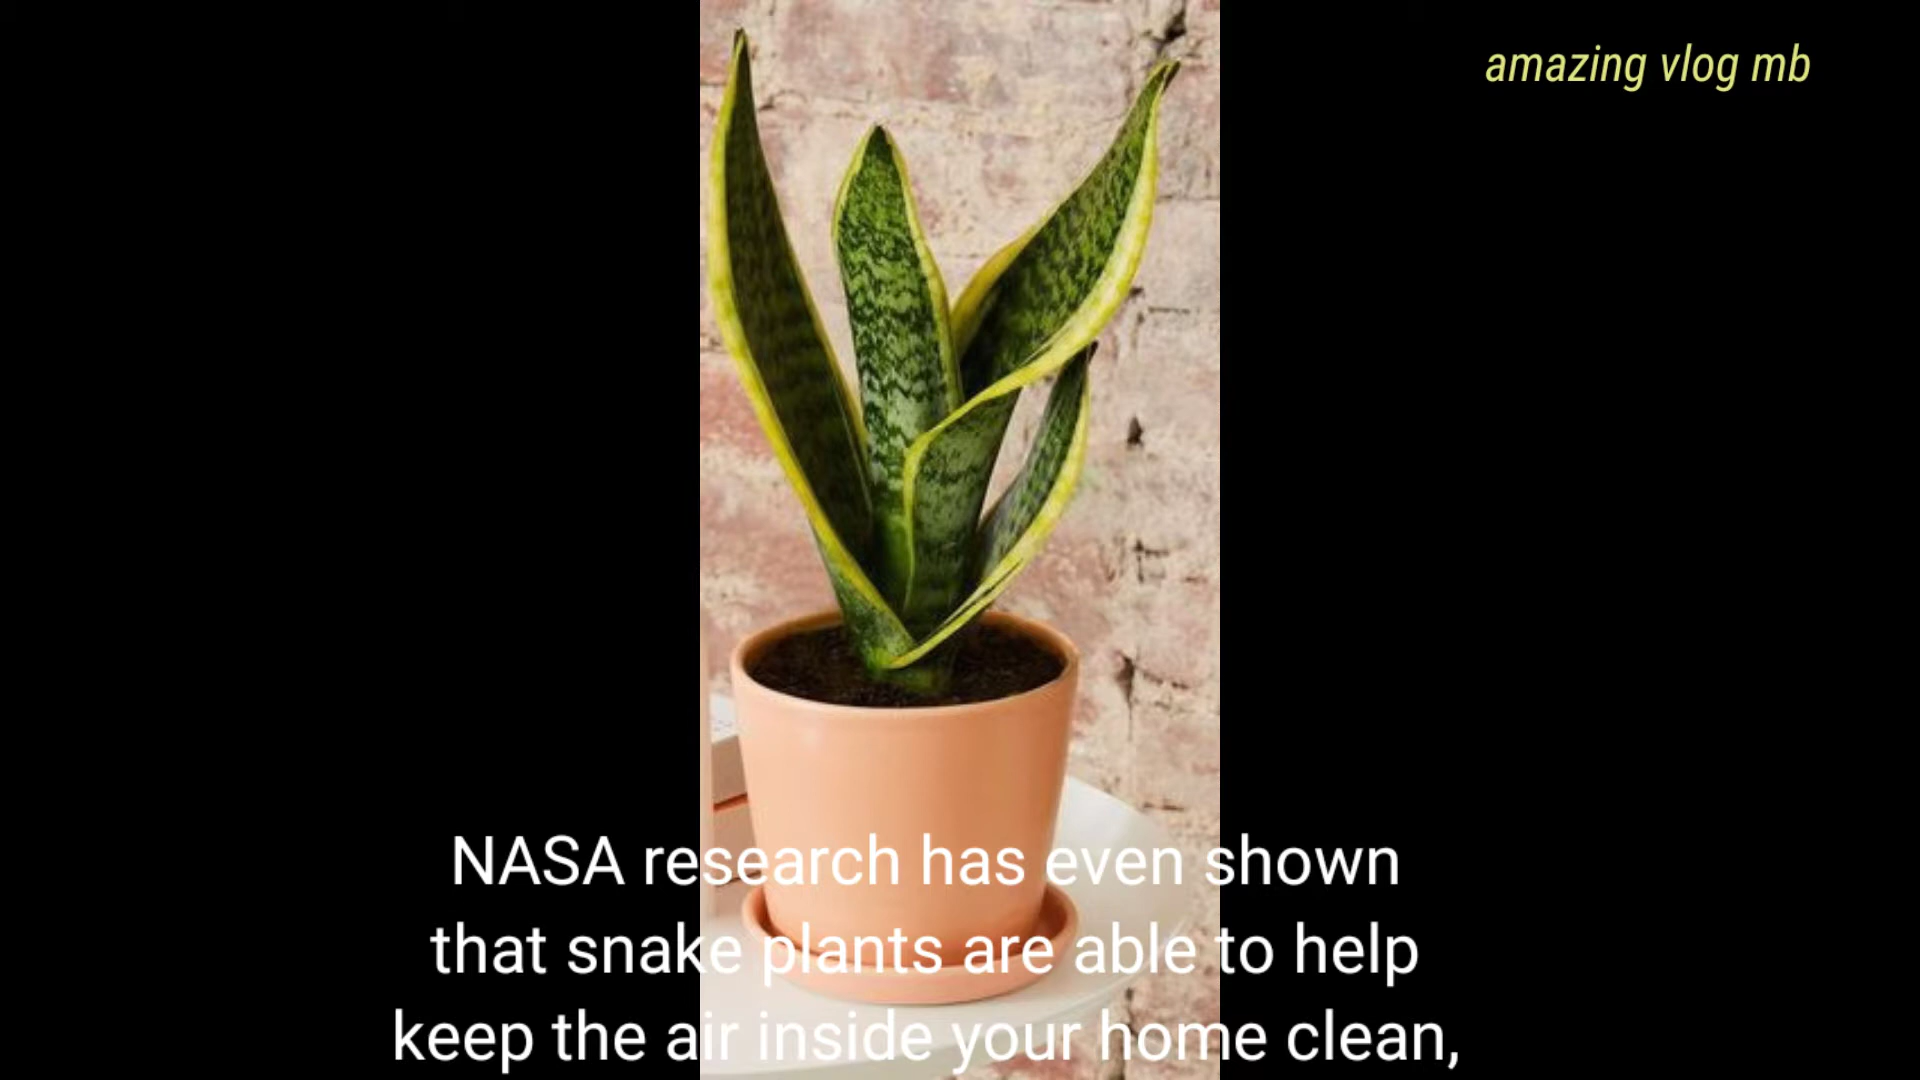 amazing vlog mb
NASA research has even shown
that snake plants are able to help
keep the air inside your home clean,